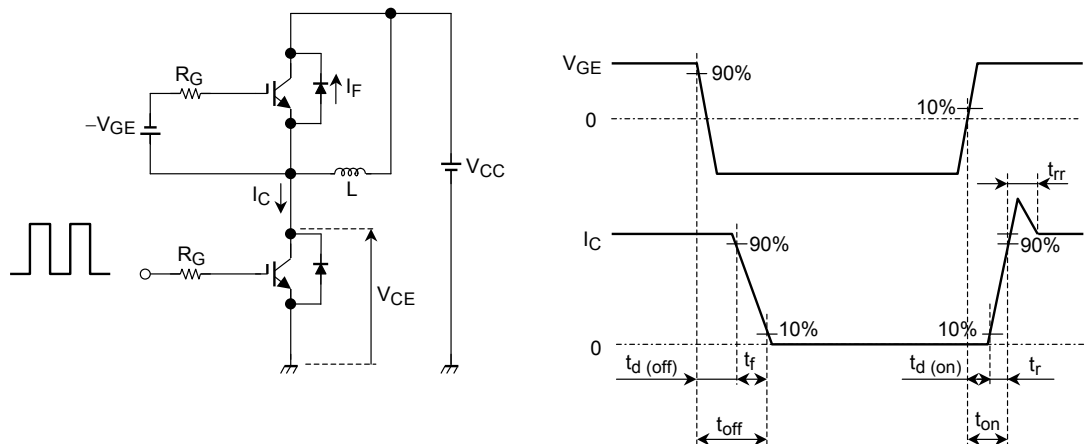 R_G
I_F
–V_GE
V_CC
L
I_C
R_G
V_CE
V_GE
90%
10%
0
t_rr
I_C
90%
90%
10%
10%
0
t_d (off)
t_f
t_d (on)
t_r
t_off
t_on